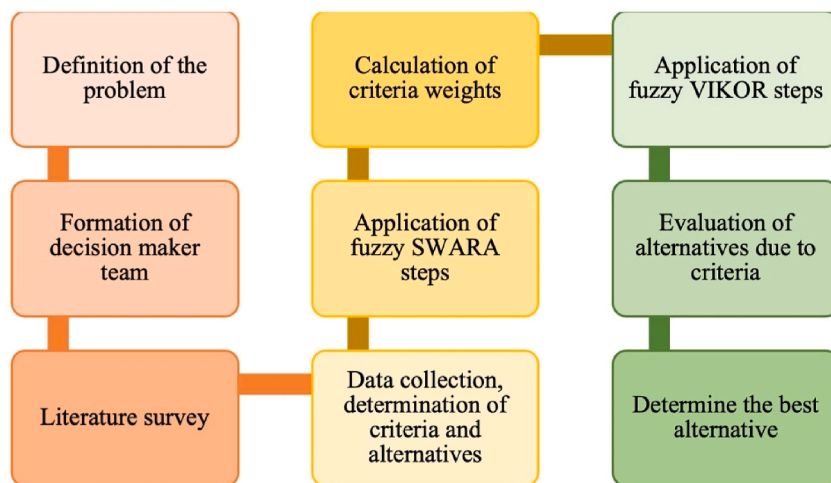 Definition of the
problem
Formation of
decision maker
team
Literature survey
Data collection,
determination of
criteria and
alternatives
Application of
fuzzy SWARA
steps
Calculation of
criteria weights
Application of
fuzzy VIKOR steps
Evaluation of
alternatives due to
criteria
Determine the best
alternative